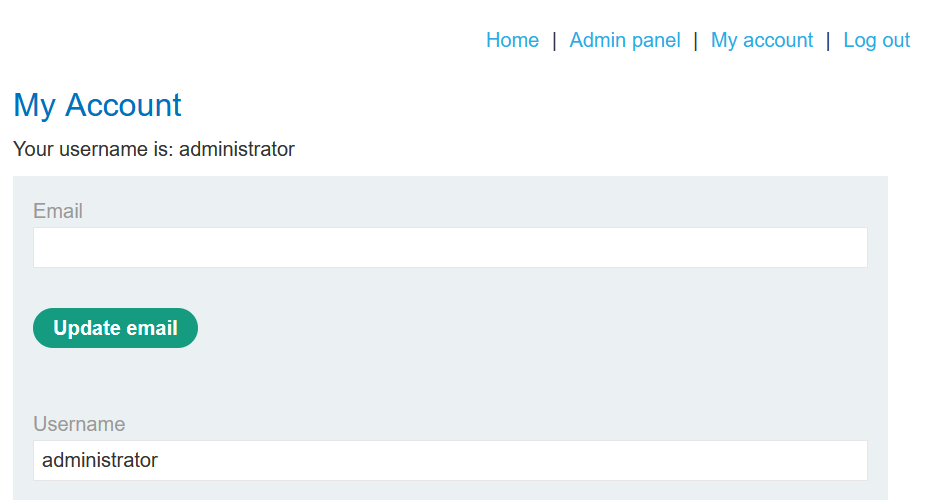 Home | Admin panel | My account | Log out
My Account
Your username is: administrator
Email
Update email
Username
administrator